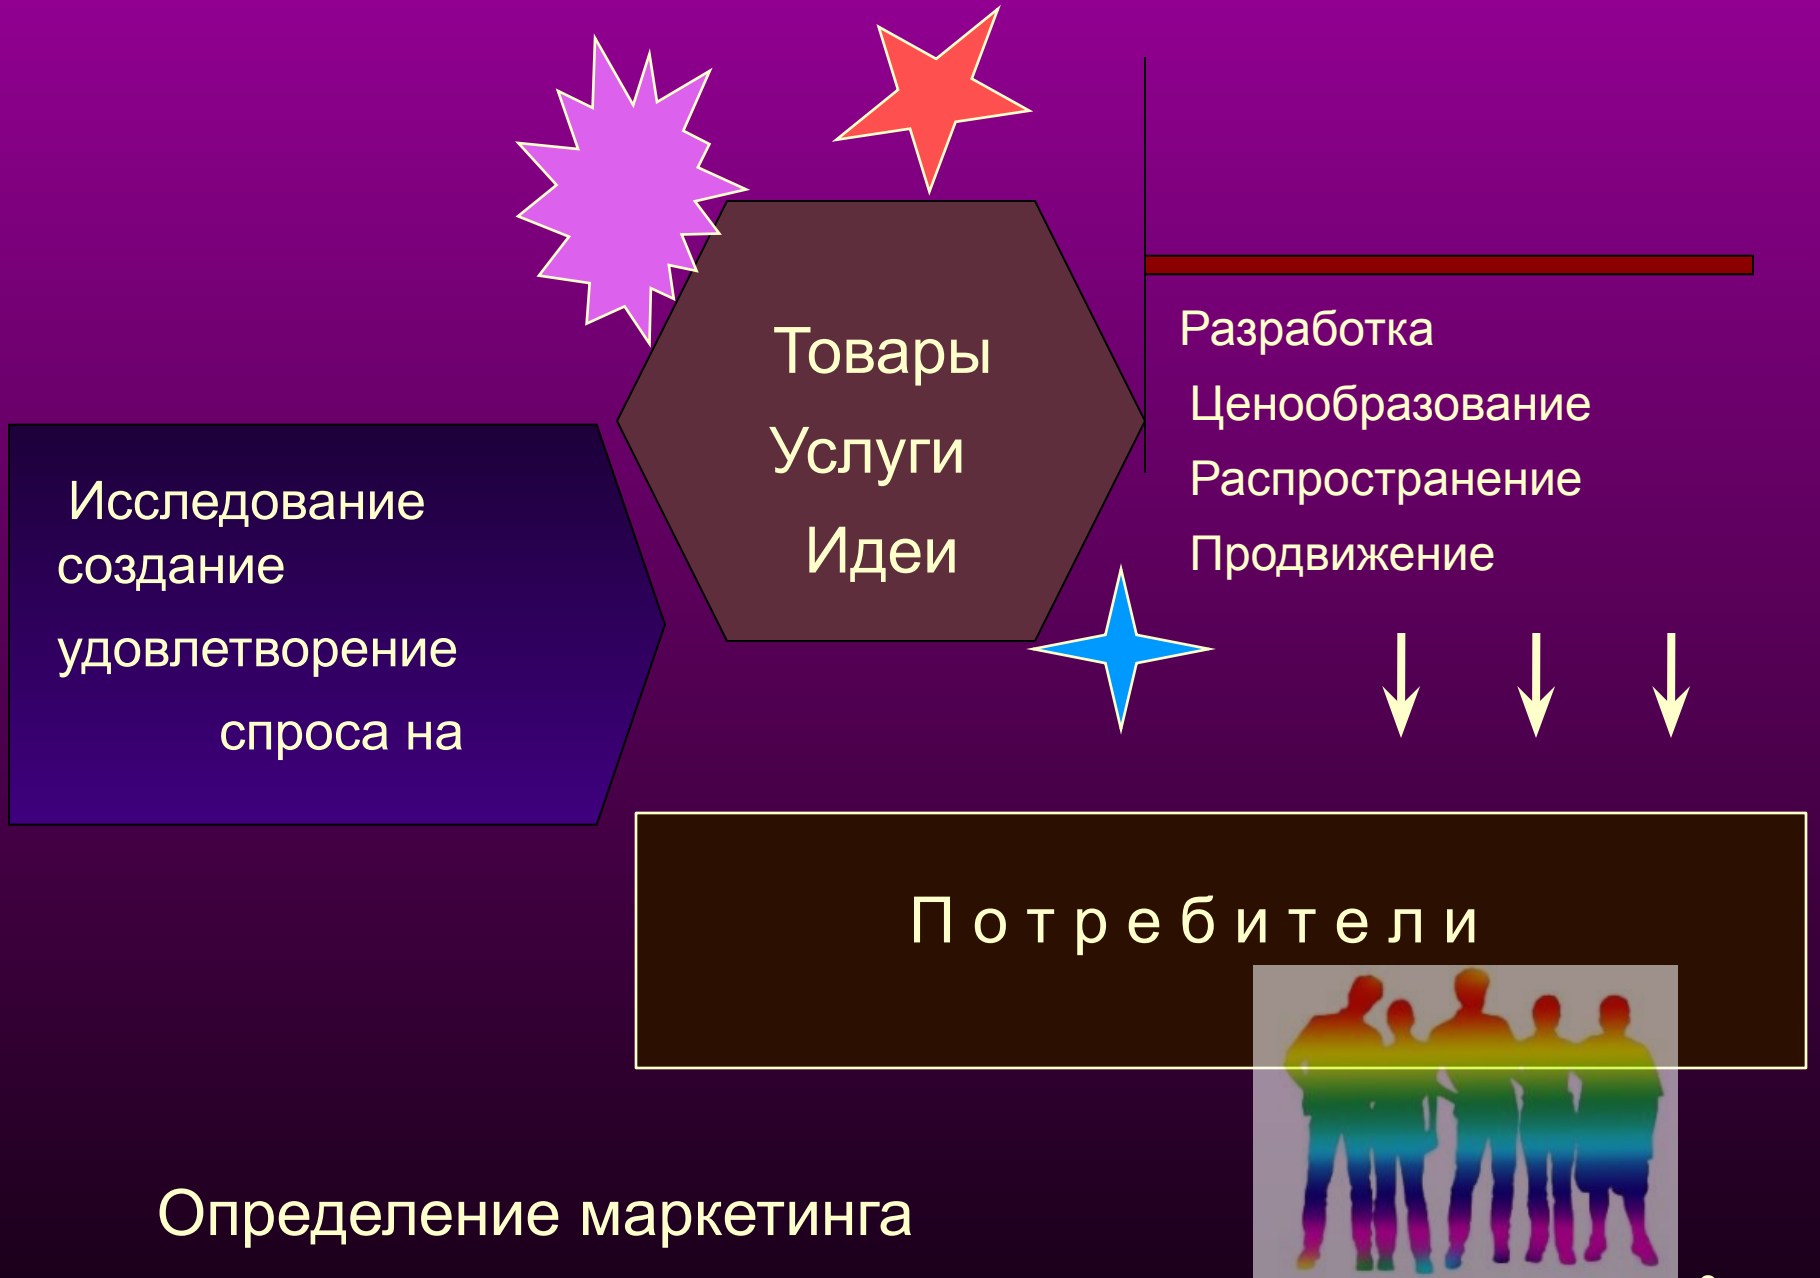 Исследование
создание
удовлетворение
спроса на
Товары
Услуги
Идеи
Разработка
Ценообразование
Распространение
Продвижение
П о т р е б и т е л и
Определение маркетинга